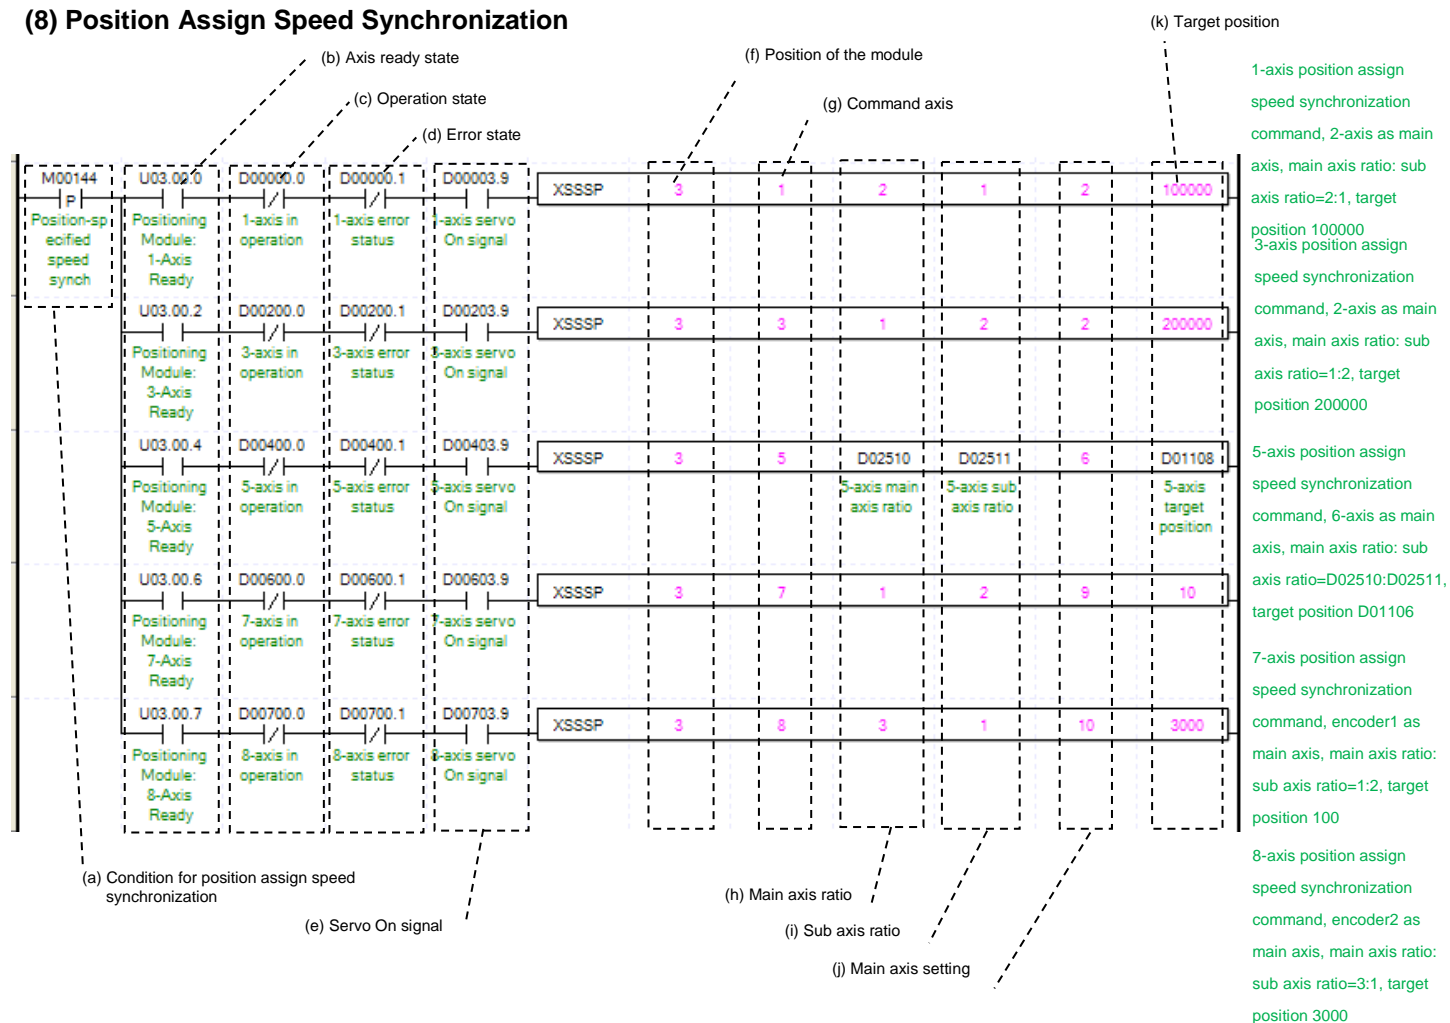 (8) Position Assign Speed Synchronization
(k) Target position
(b) Axis ready state
(f) Position of the module
(c) Operation state
(g) Command axis
(d) Error state
M00144
P
Position-sp
ecified
speed
synch
U03.00.0 D00000.0 D00000.1 D00003.9
XSSSP 3 1 2 1 2 100000
Positioning 1-axis in 1-axis error 1-axis servo
Module: operation status On signal
1-Axis
Ready
U03.00.2 D00200.0 D00200.1 D00203.9
XSSSP 3 3 1 2 2 200000
Positioning 3-axis in 3-axis error 3-axis servo
Module: operation status On signal
3-Axis
Ready
U03.00.4 D00400.0 D00400.1 D00403.9
XSSSP 3 5 D02510 D02511 6 D01108
Positioning 5-axis in 5-axis error 5-axis servo 5-axis main 5-axis sub 5-axis
Module: operation status On signal axis ratio axis ratio target
5-Axis position
Ready
U03.00.6 D00600.0 D00600.1 D00603.9
XSSSP 3 7 1 2 9 10
Positioning 7-axis in 7-axis error 7-axis servo
Module: operation status On signal
7-Axis
Ready
U03.00.7 D00700.0 D00700.1 D00703.9
XSSSP 3 8 3 1 10 3000
Positioning 8-axis in 8-axis error 8-axis servo
Module: operation status On signal
8-Axis
Ready
1-axis position assign
speed synchronization
command, 2-axis as main
axis, main axis ratio: sub
axis ratio=2:1, target
position 100000
3-axis position assign
speed synchronization
command, 2-axis as main
axis, main axis ratio: sub
axis ratio=1:2, target
position 200000
5-axis position assign
speed synchronization
command, 6-axis as main
axis, main axis ratio: sub
axis ratio=D02510:D02511,
target position D01106
7-axis position assign
speed synchronization
command, encoder1 as
main axis, main axis ratio:
sub axis ratio=1:2, target
position 100
8-axis position assign
speed synchronization
command, encoder2 as
main axis, main axis ratio:
sub axis ratio=3:1, target
position 3000
(a) Condition for position assign speed
synchronization
(e) Servo On signal
(h) Main axis ratio
(i) Sub axis ratio
(j) Main axis setting